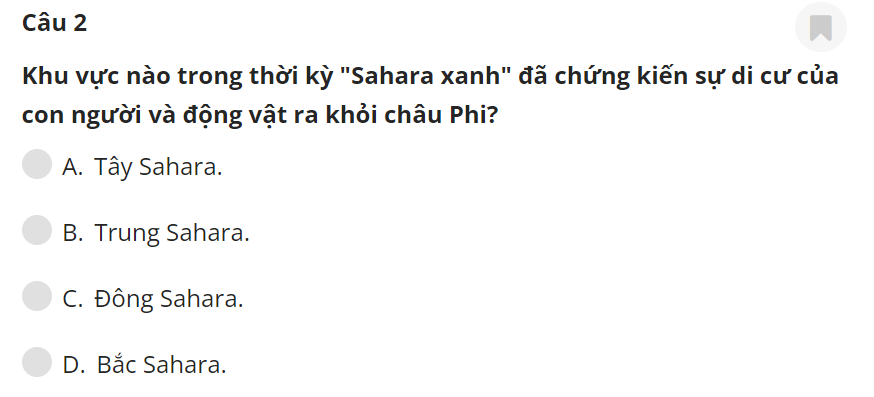 Câu 2
Khu vực nào trong thời kỳ "Sahara xanh" đã chứng kiến sự di cư của
con người và động vật ra khỏi châu Phi?
A. Tây Sahara.
B. Trung Sahara.
C. Đông Sahara.
D. Bắc Sahara.